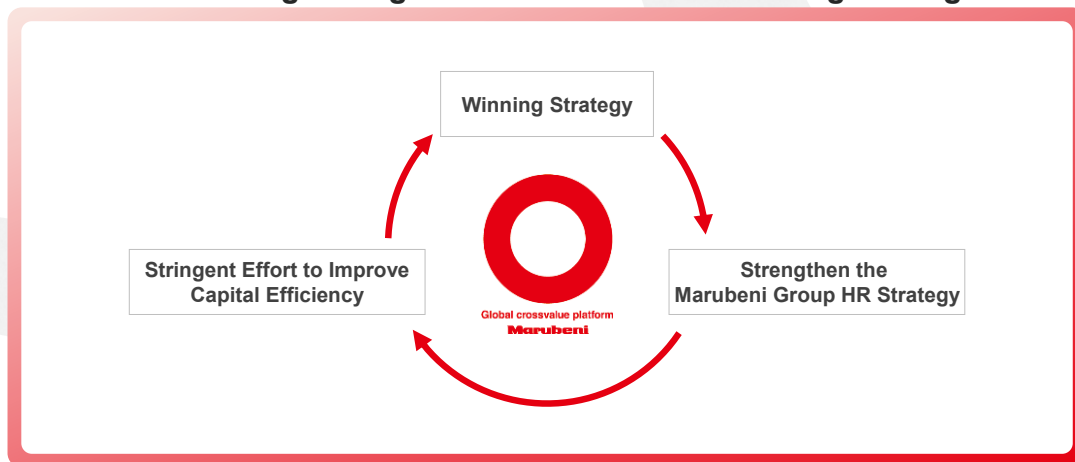 Winning Strategy
Stringent Effort to Improve
Capital Efficiency
Strengthen the
Marubeni Group HR Strategy
Global crossvalue platform
Marubeni